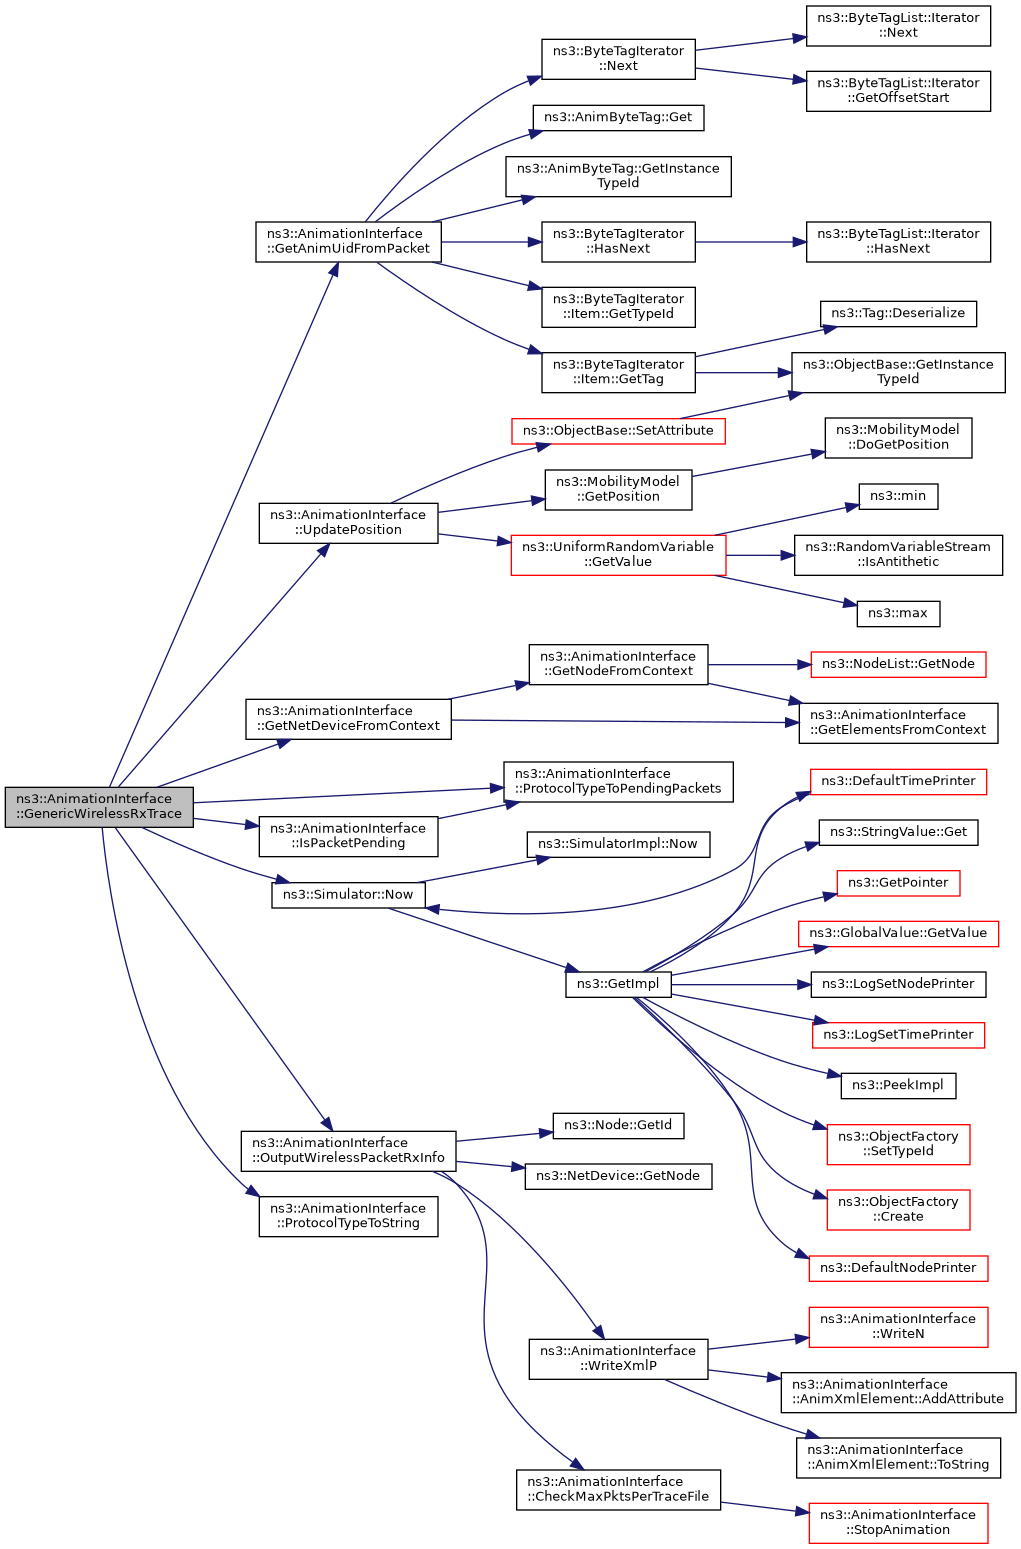 ns3::ByteTagList::Iterator
::Next
ns3::ByteTagIterator
::Next
ns3::ByteTagList::Iterator
::GetOffsetStart
ns3::AnimByteTag::Get
ns3::AnimByteTag::GetInstance
TypeId
ns3::AnimationInterface
::GetAnimUidFromPacket
ns3::ByteTagIterator
::HasNext
ns3::ByteTagList::Iterator
::HasNext
ns3::ByteTagIterator
::Item::GetTypeId
ns3::Tag::Deserialize
ns3::ByteTagIterator
::Item::GetTag
ns3::ObjectBase::GetInstance
TypeId
ns3::ObjectBase::SetAttribute
ns3::MobilityModel
::DoGetPosition
ns3::MobilityModel
::GetPosition
ns3::AnimationInterface
::UpdatePosition
ns3::min
ns3::UniformRandomVariable
::GetValue
ns3::RandomVariableStream
::IsAntithetic
ns3::max
ns3::AnimationInterface
::GetNodeFromContext
ns3::NodeList::GetNode
ns3::AnimationInterface
::GetNetDeviceFromContext
ns3::AnimationInterface
::GetElementsFromContext
ns3::AnimationInterface
::ProtocolTypeToPendingPackets
ns3::DefaultTimePrinter
ns3::AnimationInterface
::GenericWirelessRxTrace
ns3::AnimationInterface
::IsPacketPending
ns3::SimulatorImpl::Now
ns3::StringValue::Get
ns3::Simulator::Now
ns3::GetPointer
ns3::GlobalValue::GetValue
ns3::GetImpl
ns3::LogSetNodePrinter
ns3::LogSetTimePrinter
ns3::PeekImpl
ns3::Node::GetId
ns3::ObjectFactory
::SetTypeId
ns3::AnimationInterface
::OutputWirelessPacketRxInfo
ns3::NetDevice::GetNode
ns3::ObjectFactory
::Create
ns3::AnimationInterface
::ProtocolTypeToString
ns3::DefaultNodePrinter
ns3::AnimationInterface
::WriteN
ns3::AnimationInterface
::WriteXmlP
ns3::AnimationInterface
::AnimXmlElement::AddAttribute
ns3::AnimationInterface
::AnimXmlElement::ToString
ns3::AnimationInterface
::CheckMaxPktsPerTraceFile
ns3::AnimationInterface
::StopAnimation